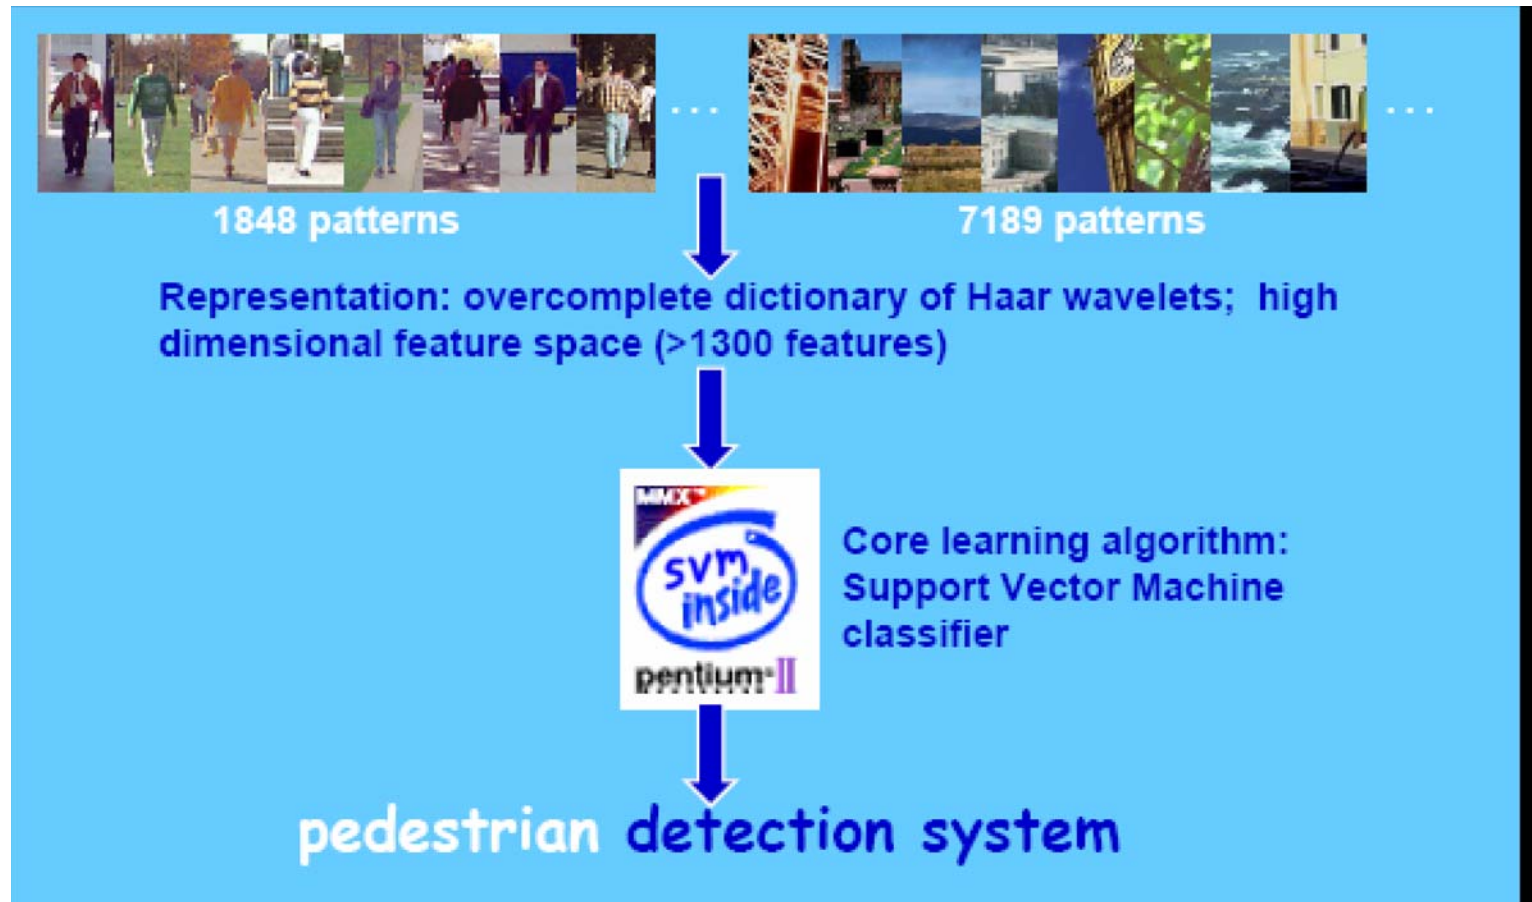 ... ...
1848 patterns 7189 patterns
Representation: overcomplete dictionary of Haar wavelets; high
dimensional feature space (>1300 features)
MMX™
svm
inside
pentium® II
Core learning algorithm:
Support Vector Machine
classifier
pedestrian detection system